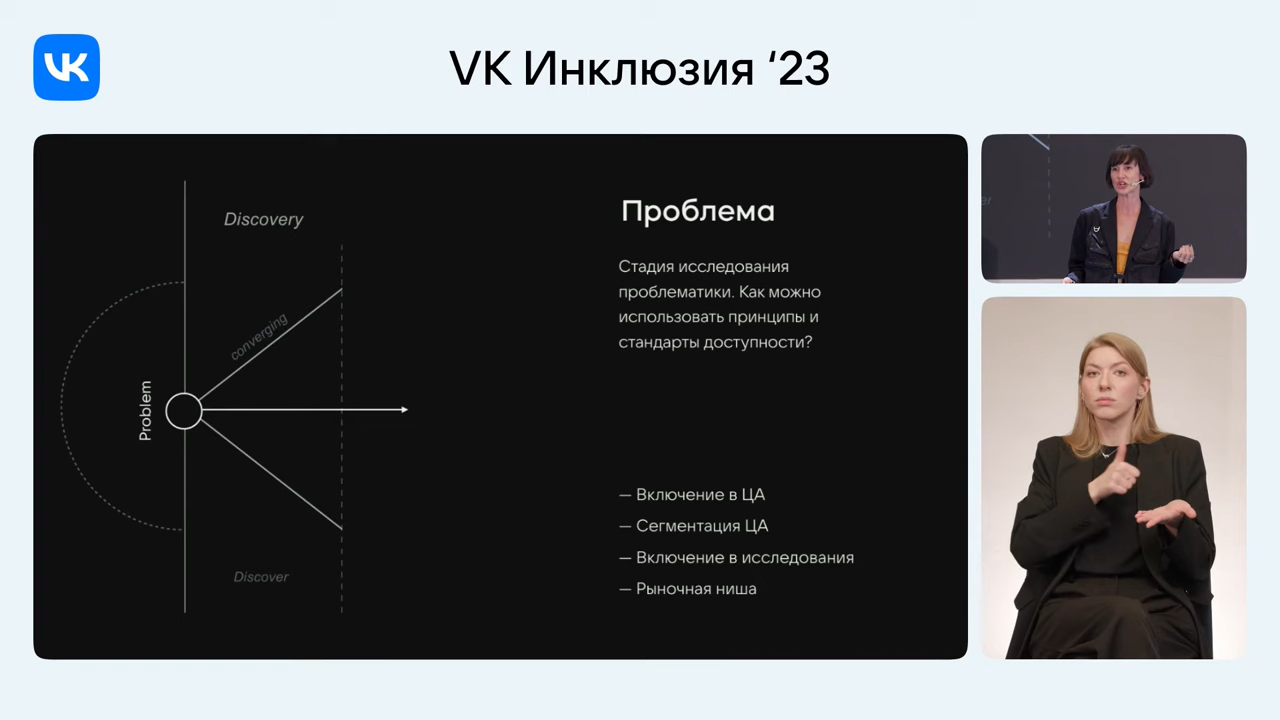 VK
VK Инклюзия ‘23
Discovery
converging
Problem
Discover
Проблема
Стадия исследования
проблематики. Как можно
использовать принципы и
стандарты доступности?
— Включение в ЦА
— Сегментация ЦА
— Включение в исследования
— Рыночная ниша
er